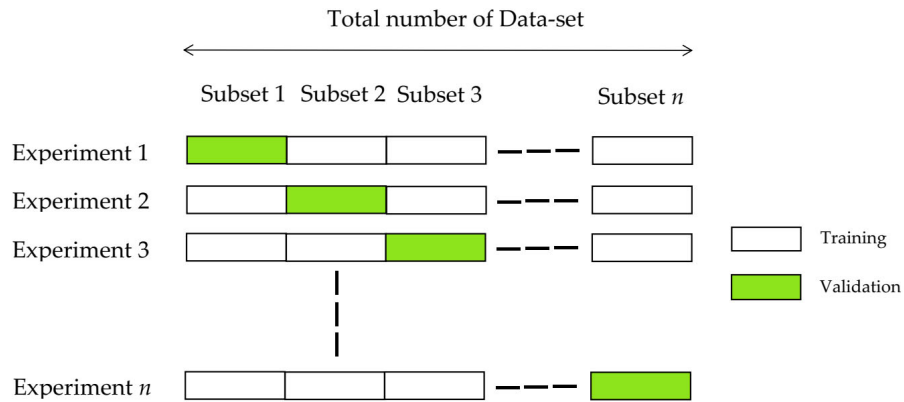 Total number of Data-set
Subset 1 Subset 2 Subset 3 Subset n
Experiment 1
Experiment 2
Experiment 3
Training
Validation
Experiment n